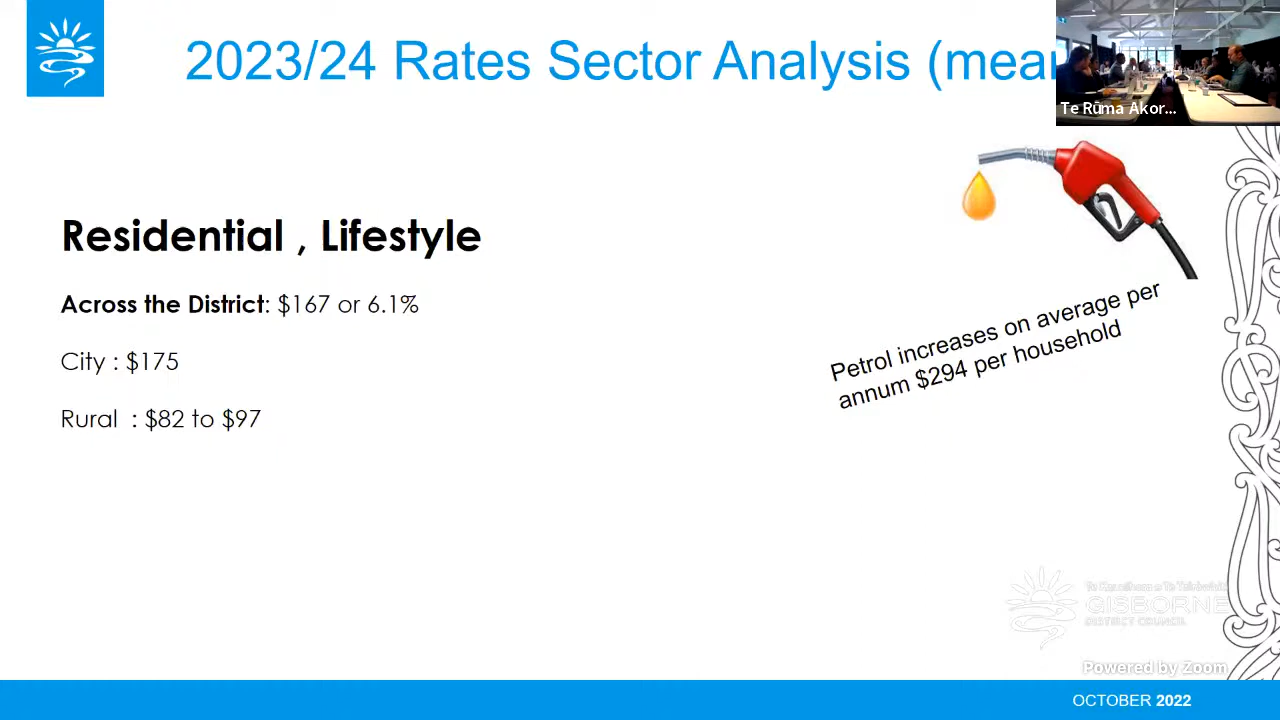 2023/24 Rates Sector Analysis (mea
Te Rūma Akor...
Residential , Lifestyle
Across the District: $167 or 6.1%
City : $175
Rural : $82 to $97
Petrol increases on average per
annum $294 per household
GISBORNE
DISTRICT COUNCIL
Powered by Zoom
OCTOBER 2022